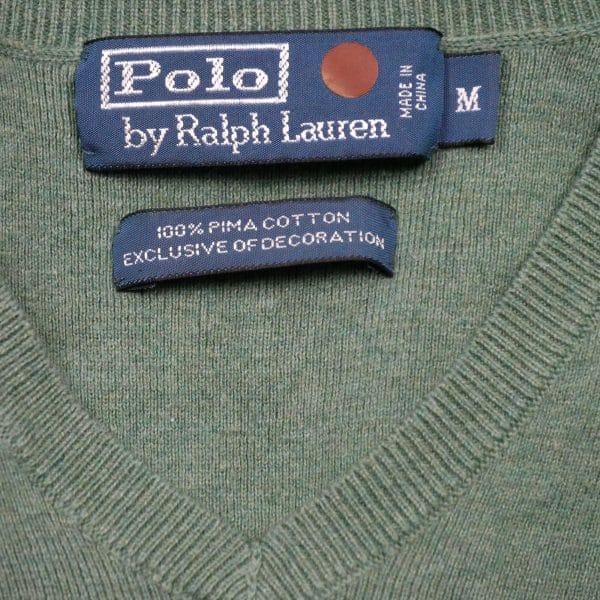 Polo
by Ralph Lauren
MADE IN
CHINA
M
100% PIMA COTTON
EXCLUSIVE OF DECORATION